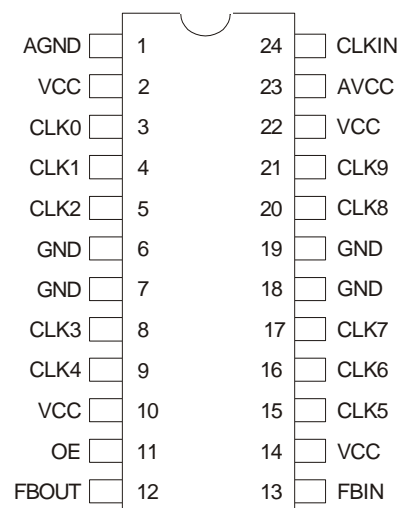 AGND 1 24 CLKIN
VCC 2 23 AVCC
CLK0 3 22 VCC
CLK1 4 21 CLK9
CLK2 5 20 CLK8
GND 6 19 GND
GND 7 18 GND
CLK3 8 17 CLK7
CLK4 9 16 CLK6
VCC 10 15 CLK5
OE 11 14 VCC
FBOUT 12 13 FBIN